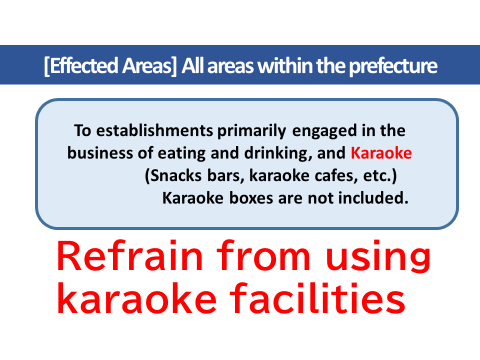 [Effected Areas] All areas within the prefecture
To establishments primarily engaged in the
business of eating and drinking, and Karaoke
(Snacks bars, karaoke cafes, etc.)
Karaoke boxes are not included.
Refrain from using
karaoke facilities